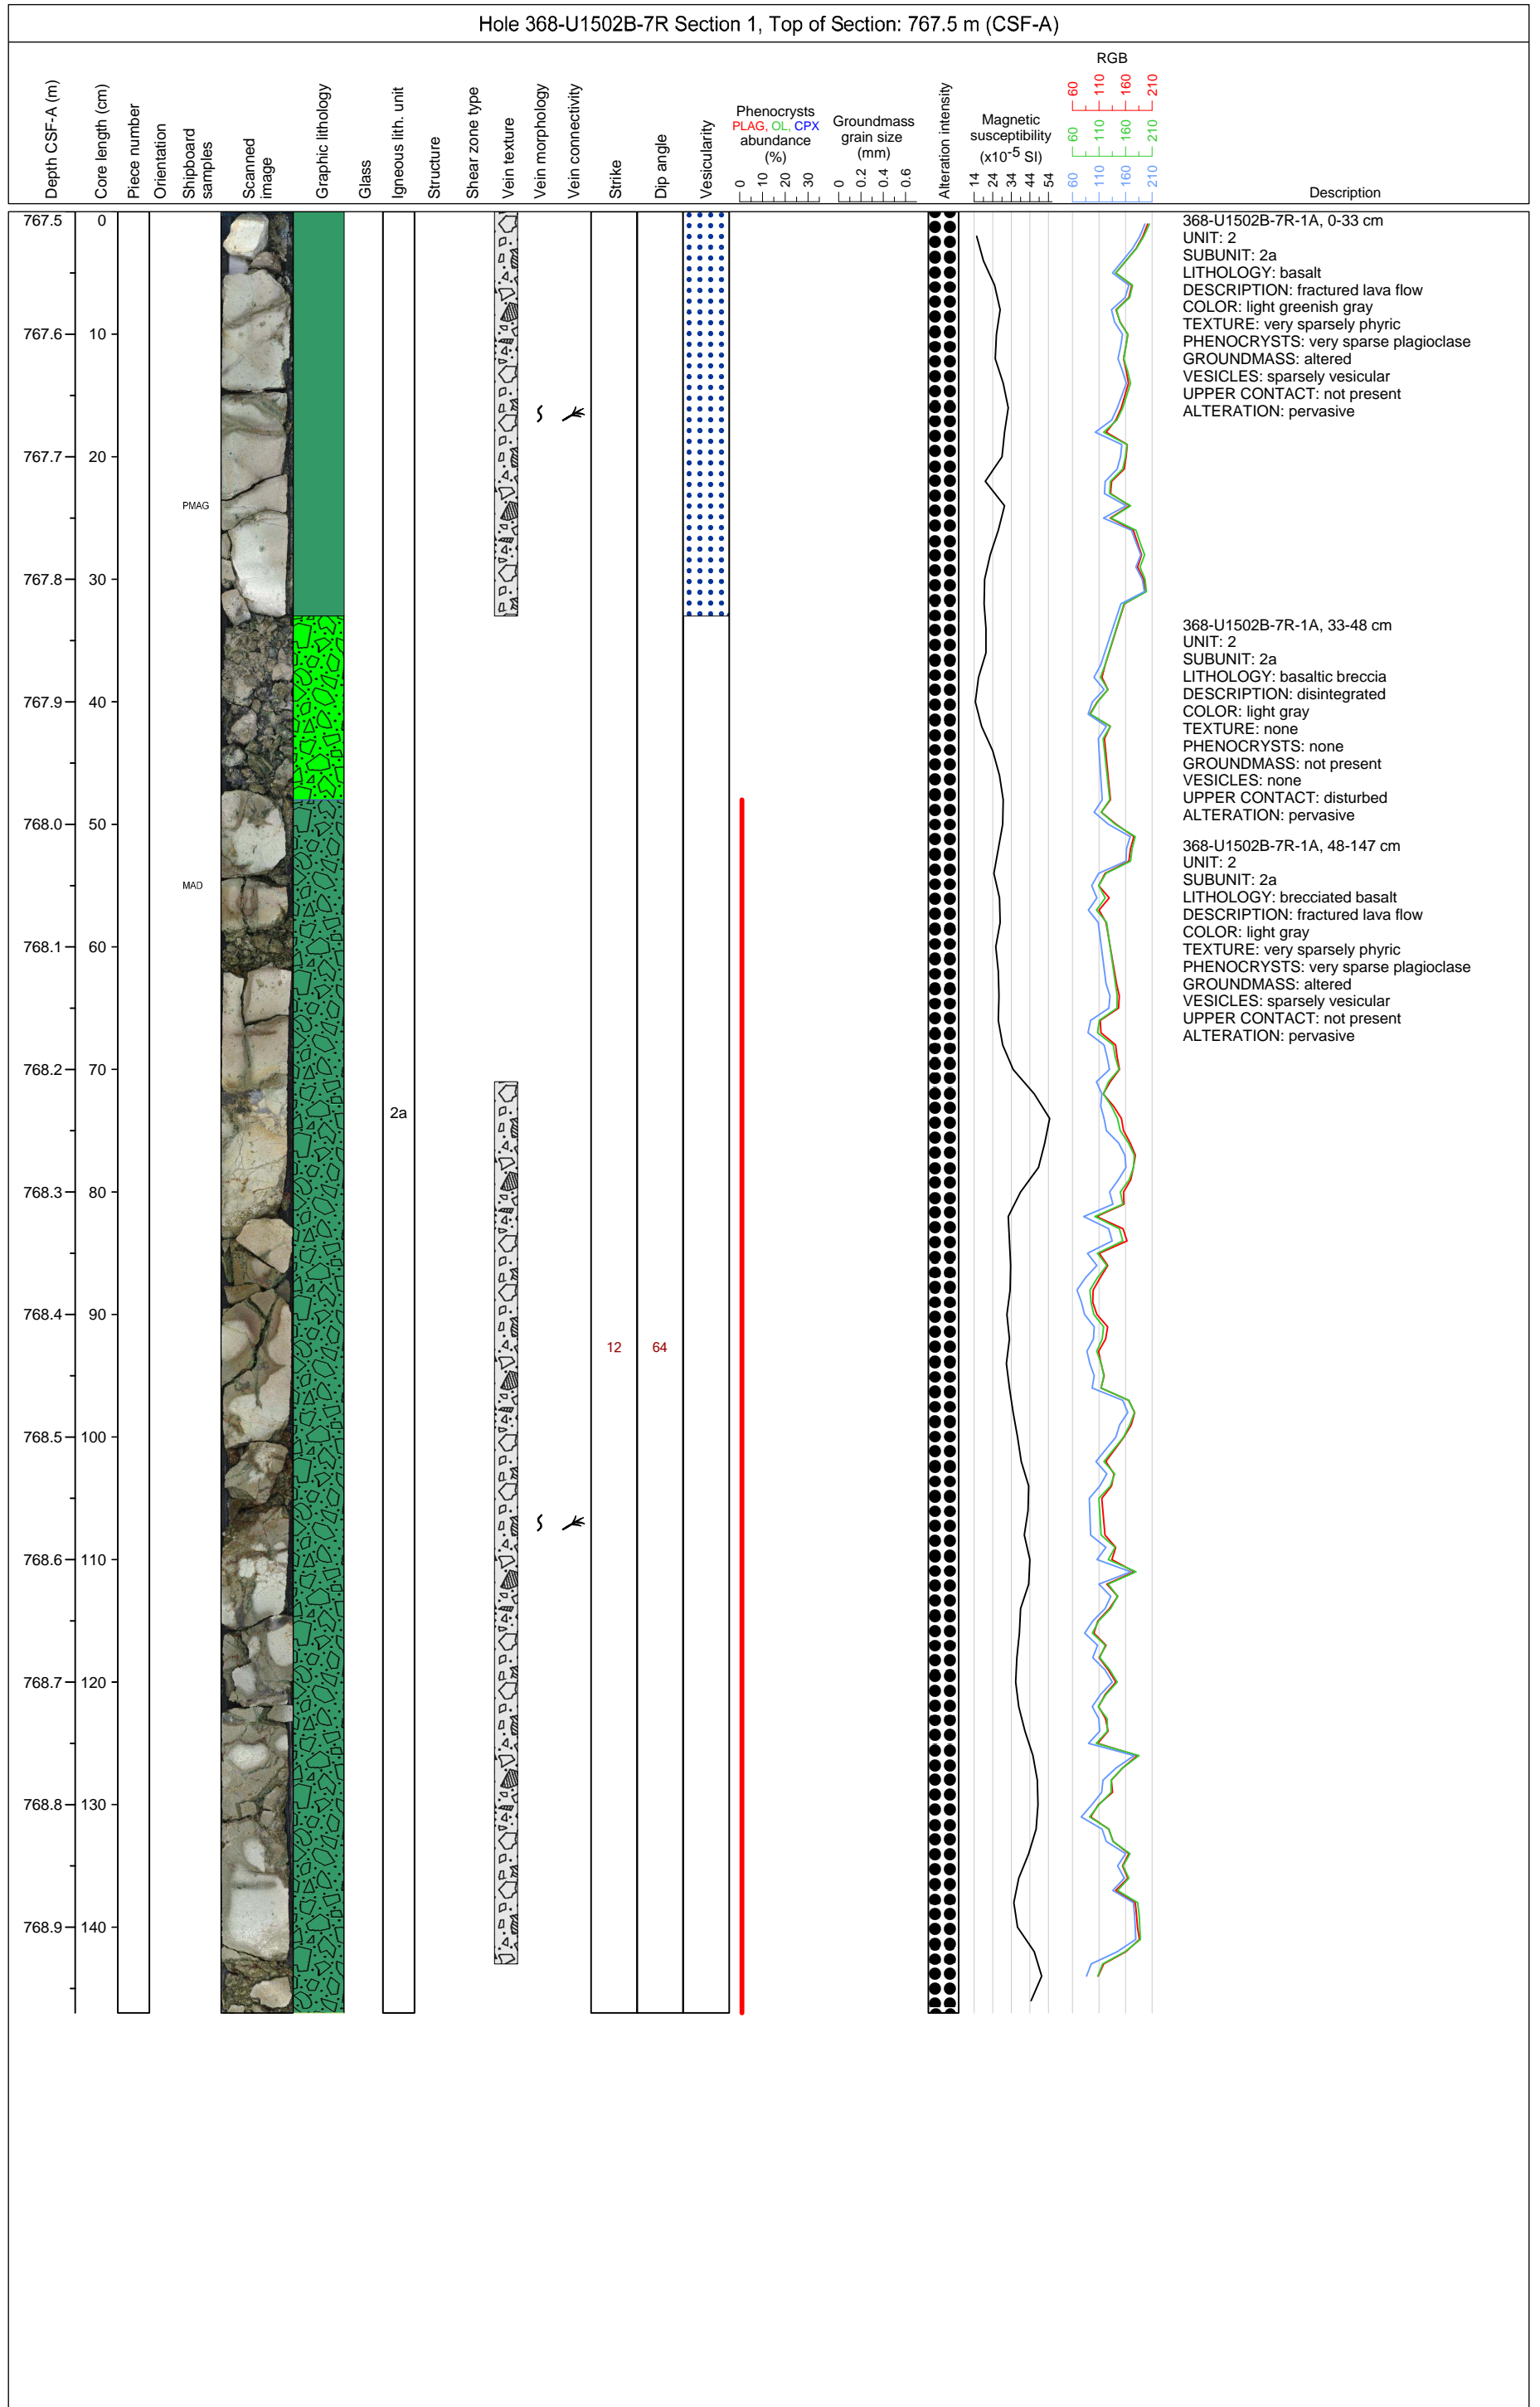 Hole 368-U1502B-7R Section 1, Top of Section: 767.5 m (CSF-A)
Depth CSF-A (m)
Core length (cm)
Piece number
Orientation
Shipboard
samples
Scanned
image
Graphic lithology
Glass
Igneous lith. unit
Structure
Shear zone type
Vein texture
Vein morphology
Vein connectivity
Strike
Dip angle
Vesicularity
Phenocrysts
PLAG, OL, CPX
abundance
(%)
0 10 20 30
Groundmass
grain size
(mm)
0 0.2 0.4 0.6
Alteration intensity
Magnetic
susceptibility
(x10-5 SI)
14 24 34 44 54
RGB
60 110 160 210
60 110 160 210
60 110 160 210
Description
767.5 0
767.6 10
767.7 20
767.8 30
767.9 40
768.0 50
768.1 60
768.2 70
768.3 80
768.4 90
768.5 100
768.6 110
768.7 120
768.8 130
768.9 140
PMAG
MAD
2a
12
64
368-U1502B-7R-1A, 0-33 cm
UNIT: 2
SUBUNIT: 2a
LITHOLOGY: basalt
DESCRIPTION: fractured lava flow
COLOR: light greenish gray
TEXTURE: very sparsely phyric
PHENOCRYSTS: very sparse plagioclase
GROUNDMASS: altered
VESICLES: sparsely vesicular
UPPER CONTACT: not present
ALTERATION: pervasive
368-U1502B-7R-1A, 33-48 cm
UNIT: 2
SUBUNIT: 2a
LITHOLOGY: basaltic breccia
DESCRIPTION: disintegrated
COLOR: light gray
TEXTURE: none
PHENOCRYSTS: none
GROUNDMASS: not present
VESICLES: none
UPPER CONTACT: disturbed
ALTERATION: pervasive
368-U1502B-7R-1A, 48-147 cm
UNIT: 2
SUBUNIT: 2a
LITHOLOGY: brecciated basalt
DESCRIPTION: fractured lava flow
COLOR: light gray
TEXTURE: very sparsely phyric
PHENOCRYSTS: very sparse plagioclase
GROUNDMASS: altered
VESICLES: sparsely vesicular
UPPER CONTACT: not present
ALTERATION: pervasive